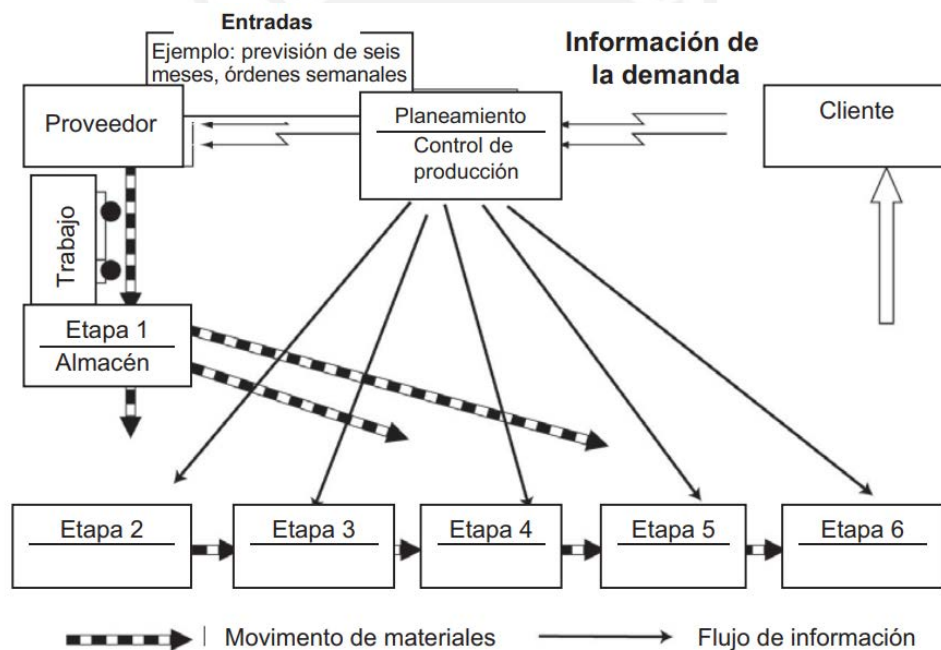 Entradas
Ejemplo: previsión de seis
meses, órdenes semanales
Información de
la demanda
Proveedor
Planeamiento
Control de
producción
Cliente
Trabajo
Etapa 1
Almacén
Etapa 2
Etapa 3
Etapa 4
Etapa 5
Etapa 6
Movimento de materiales
Flujo de información